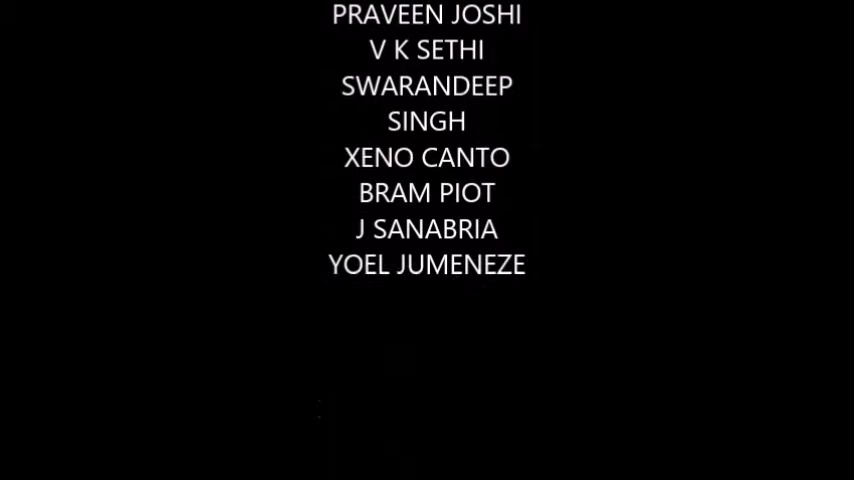 PRAVEEN JOSHI
V K SETHI
SWARANDEEP
SINGH
XENO CANTO
BRAM PIOT
J SANABRIA
YOEL JUMENEZE